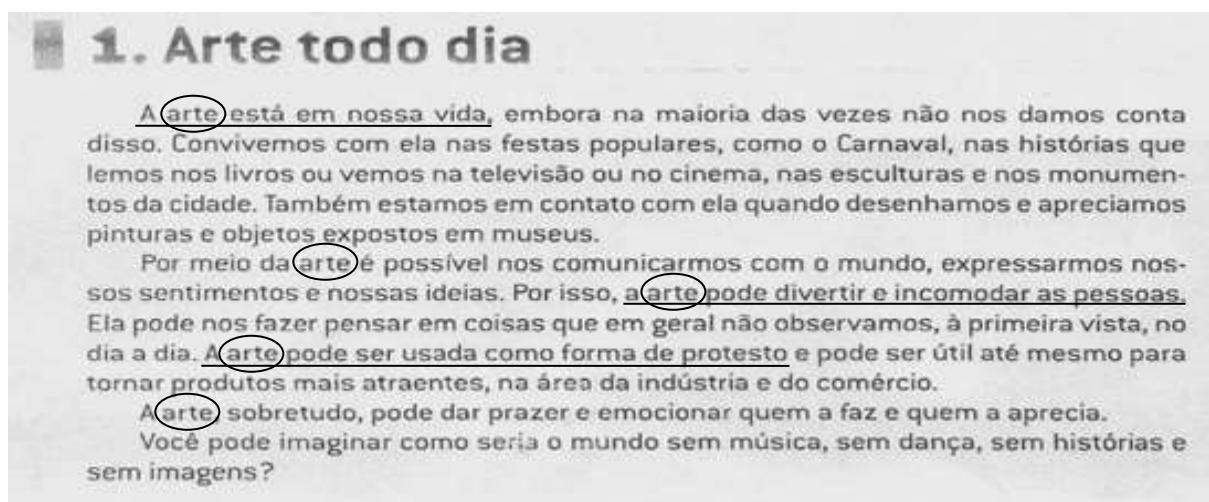 1. Arte todo dia
A arte está em nossa vida, embora na maioria das vezes não nos damos conta
disso. Convivemos com ela nas festas populares, como o Carnaval, nas histórias que
lemos nos livros ou vemos na televisão ou no cinema, nas esculturas e nos monumen-
tos da cidade. Também estamos em contato com ela quando desenhamos e apreciamos
pinturas e objetos expostos em museus.
Por meio da arte é possível nos comunicarmos com o mundo, expressarmos nos-
sos sentimentos e nossas ideias. Por isso, a arte pode divertir e incomodar as pessoas.
Ela pode nos fazer pensar em coisas que em geral não observamos, à primeira vista, no
dia a dia. A arte pode ser usada como forma de protesto e pode ser útil até mesmo para
tornar produtos mais atraentes, na área da indústria e do comércio.
A arte, sobretudo, pode dar prazer e emocionar quem a faz e quem a aprecia.
Você pode imaginar como seria o mundo sem música, sem dança, sem histórias e
sem imagens?